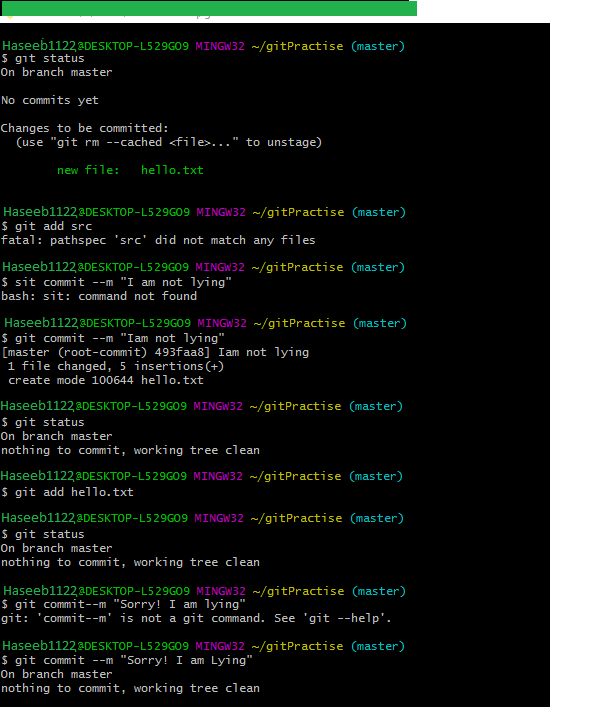 Haseeb1122@DESKTOP-L529GO9 MINGW32 ~/gitPractise (master)
$ git status
On branch master
No commits yet
Changes to be committed:
(use "git rm --cached <file>..." to unstage)
new file:   hello.txt
Haseeb1122@DESKTOP-L529GO9 MINGW32 ~/gitPractise (master)
$ git add src
fatal: pathspec 'src' did not match any files
Haseeb1122@DESKTOP-L529GO9 MINGW32 ~/gitPractise (master)
$ sit commit --m "I am not lying"
bash: sit: command not found
Haseeb1122@DESKTOP-L529GO9 MINGW32 ~/gitPractise (master)
$ git commit --m "Iam not lying"
[master (root-commit) 493faa8] Iam not lying
1 file changed, 5 insertions(+)
create mode 100644 hello.txt
Haseeb1122@DESKTOP-L529GO9 MINGW32 ~/gitPractise (master)
$ git status
On branch master
nothing to commit, working tree clean
Haseeb1122@DESKTOP-L529GO9 MINGW32 ~/gitPractise (master)
$ git add hello.txt
Haseeb1122@DESKTOP-L529GO9 MINGW32 ~/gitPractise (master)
$ git status
On branch master
nothing to commit, working tree clean
Haseeb1122@DESKTOP-L529GO9 MINGW32 ~/gitPractise (master)
$ git commit--m "Sorry! I am lying"
git: 'commit--m' is not a git command. See 'git --help'.
Haseeb1122@DESKTOP-L529GO9 MINGW32 ~/gitPractise (master)
$ git commit --m "Sorry! I am Lying"
On branch master
nothing to commit, working tree clean